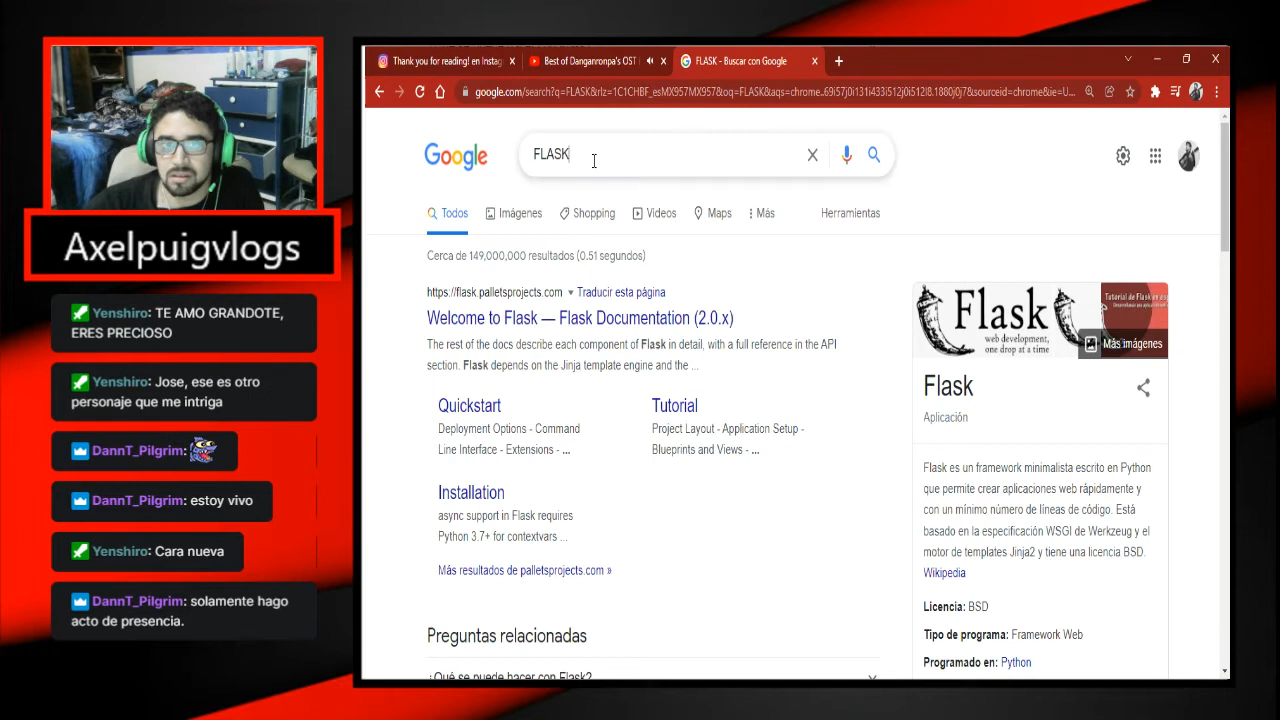 Axelpuigvlogs
Yenshiro: TE AMO GRANDOTE,
ERES PRECIOSO
Yenshiro: Jose, ese es otro
personaje que me intriga
DannT_Pilgrim:
DannT_Pilgrim: estoy vivo
Yenshiro: Cara nueva
DannT_Pilgrim: solamente hago
acto de presencia.
Thank you for reading! en Instag
Best of Danganronpa's OST
FLASK - Buscar con Google
google.com/search?q=FLASK&rlz=1C1CHBF_esMX957MX957&oq=FLASK&aqs=chrome..69i57j0i131i433i512j0i512l8.1880j0j7&sourceid=chrome&ie=U...
Google
FLASK
Todos
Imágenes
Shopping
Videos
Maps
Más
Herramientas
Cerca de 149,000,000 resultados (0.51 segundos)
https://flask.palletsprojects.com Traducir esta página
Welcome to Flask — Flask Documentation (2.0.x)
The rest of the docs describe each component of Flask in detail, with a full reference in the API
section. Flask depends on the Jinja template engine and the ...
Quickstart
Deployment Options - Command
Line Interface - Extensions - ...
Tutorial
Project Layout - Application Setup -
Blueprints and Views - ...
Installation
async support in Flask requires
Python 3.7+ for contextvars ...
Más resultados de palletsprojects.com »
Preguntas relacionadas
¿Qué se puede hacer con Flask?
Flask
web development,
one drop at a time
Más imágenes
Flask
Aplicación
Flask es un framework minimalista escrito en Python
que permite crear aplicaciones web rápidamente y
con un mínimo número de líneas de código. Está
basado en la especificación WSGI de Werkzeug y el
motor de templates Jinja2 y tiene una licencia BSD.
Wikipedia
Licencia: BSD
Tipo de programa: Framework Web
Programado en: Python